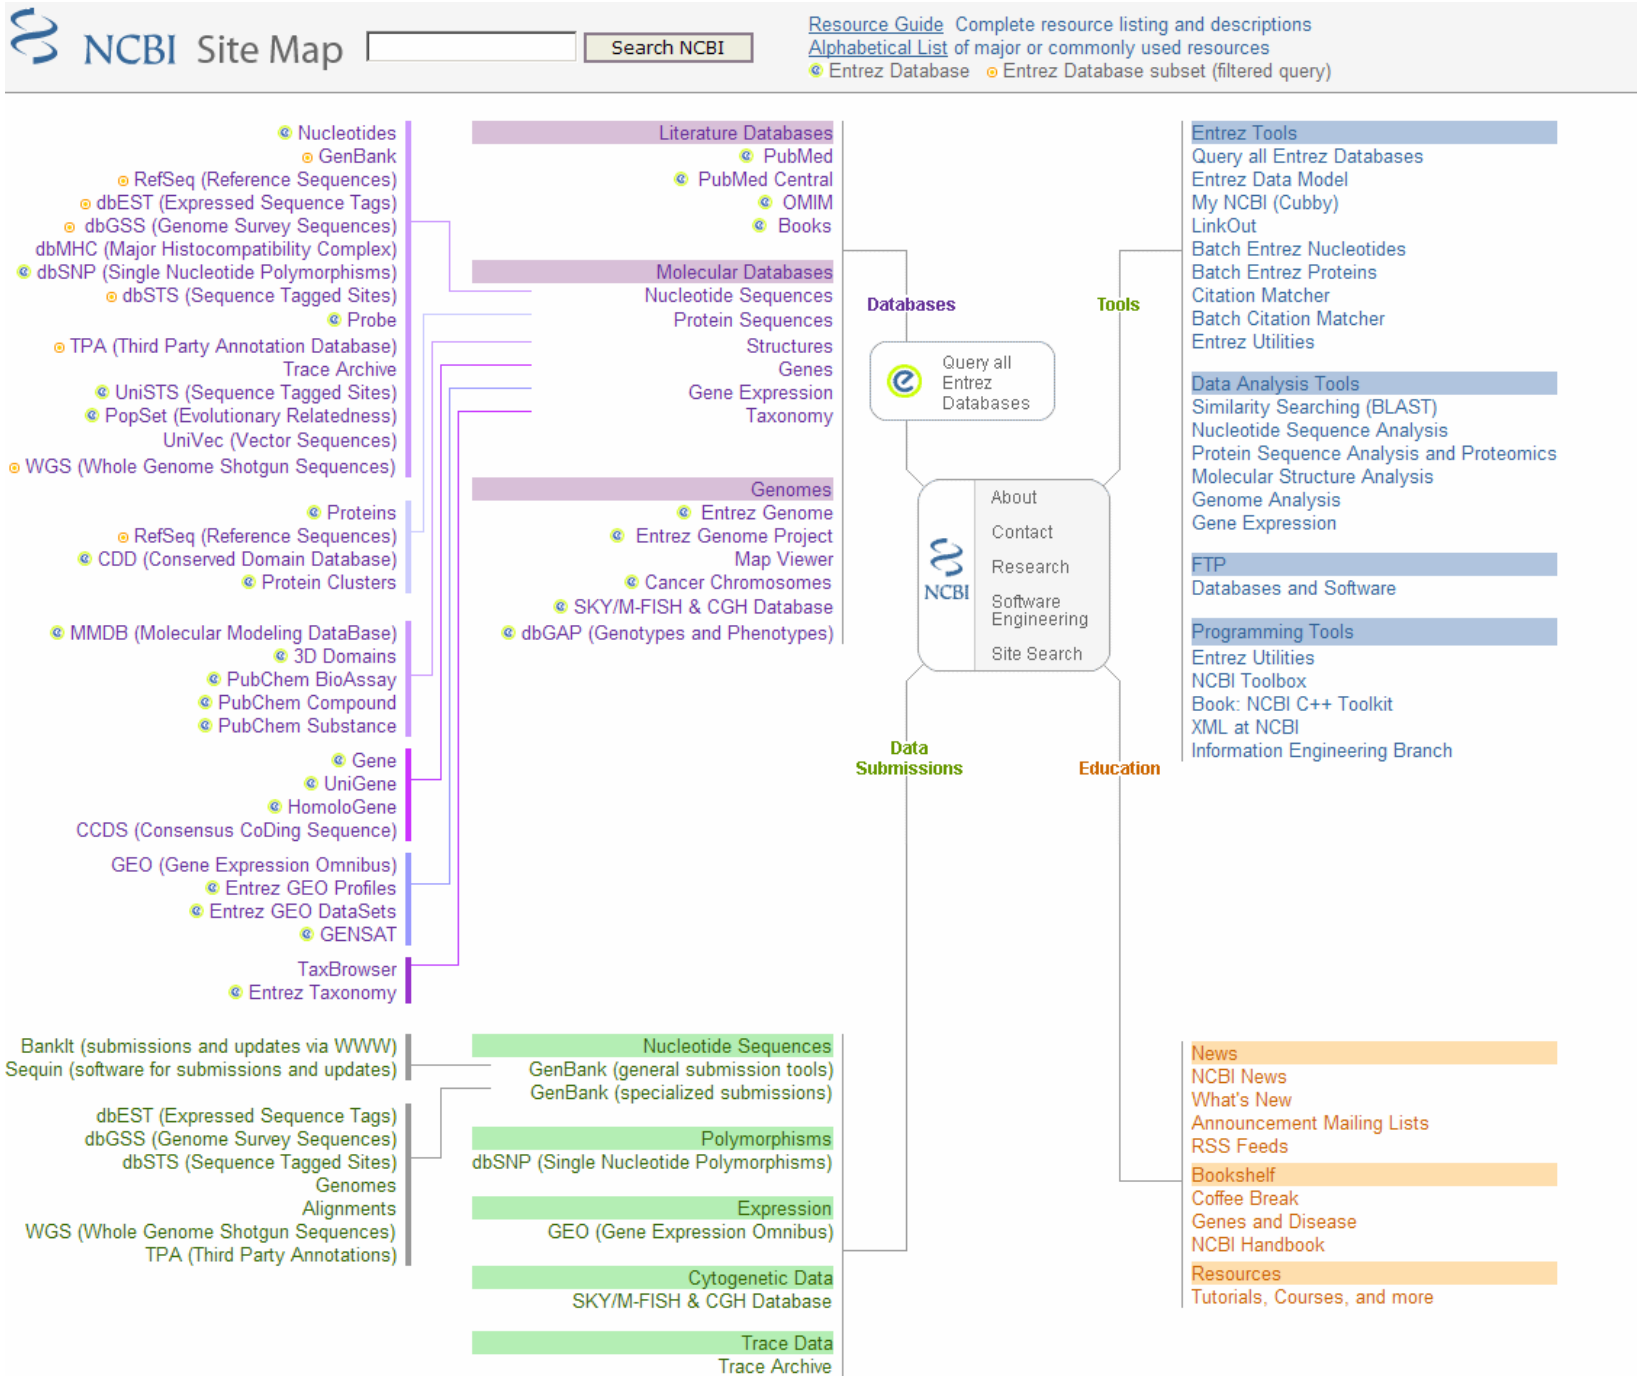 NCBI Site Map
Search NCBI
Resource Guide Complete resource listing and descriptions
Alphabetical List of major or commonly used resources
Entrez Database Entrez Database subset (filtered query)
Nucleotides
GenBank
RefSeq (Reference Sequences)
dbEST (Expressed Sequence Tags)
dbGSS (Genome Survey Sequences)
dbMHC (Major Histocompatibility Complex)
dbSNP (Single Nucleotide Polymorphisms)
dbSTS (Sequence Tagged Sites)
Probe
TPA (Third Party Annotation Database)
Trace Archive
UniSTS (Sequence Tagged Sites)
PopSet (Evolutionary Relatedness)
UniVec (Vector Sequences)
WGS (Whole Genome Shotgun Sequences)
Proteins
RefSeq (Reference Sequences)
CDD (Conserved Domain Database)
Protein Clusters
MMDB (Molecular Modeling DataBase)
3D Domains
PubChem BioAssay
PubChem Compound
PubChem Substance
Gene
UniGene
HomoloGene
CCDS (Consensus CoDing Sequence)
GEO (Gene Expression Omnibus)
Entrez GEO Profiles
Entrez GEO DataSets
GENSAT
TaxBrowser
Entrez Taxonomy
Literature Databases
PubMed
PubMed Central
OMIM
Books
Molecular Databases
Nucleotide Sequences
Protein Sequences
Structures
Genes
Gene Expression
Taxonomy
Genomes
Entrez Genome
Entrez Genome Project
Map Viewer
Cancer Chromosomes
SKY/M-FISH & CGH Database
dbGAP (Genotypes and Phenotypes)
Databases
Query all
Entrez
Databases
Tools
NCBI
About
Contact
Research
Software
Engineering
Site Search
Data
Submissions
Education
Entrez Tools
Query all Entrez Databases
Entrez Data Model
My NCBI (Cubby)
LinkOut
Batch Entrez Nucleotides
Batch Entrez Proteins
Citation Matcher
Batch Citation Matcher
Entrez Utilities
Data Analysis Tools
Similarity Searching (BLAST)
Nucleotide Sequence Analysis
Protein Sequence Analysis and Proteomics
Molecular Structure Analysis
Genome Analysis
Gene Expression
FTP
Databases and Software
Programming Tools
Entrez Utilities
NCBI Toolbox
Book: NCBI C++ Toolkit
XML at NCBI
Information Engineering Branch
BankIt (submissions and updates via WWW)
Sequin (software for submissions and updates)
dbEST (Expressed Sequence Tags)
dbGSS (Genome Survey Sequences)
dbSTS (Sequence Tagged Sites)
Genomes
Alignments
WGS (Whole Genome Shotgun Sequences)
TPA (Third Party Annotations)
Nucleotide Sequences
GenBank (general submission tools)
GenBank (specialized submissions)
Polymorphisms
dbSNP (Single Nucleotide Polymorphisms)
Expression
GEO (Gene Expression Omnibus)
Cytogenetic Data
SKY/M-FISH & CGH Database
Trace Data
Trace Archive
News
NCBI News
What's New
Announcement Mailing Lists
RSS Feeds
Bookshelf
Coffee Break
Genes and Disease
NCBI Handbook
Resources
Tutorials, Courses, and more